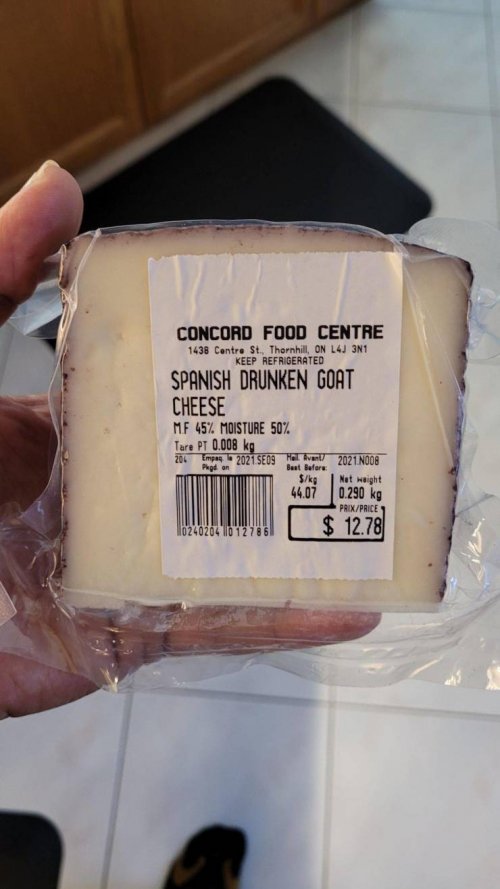 CONCORD FOOD CENTRE
1438 Centre St., Thornhill, ON L4J 3N1
KEEP REFRIGERATED
SPANISH DRUNKEN GOAT
CHEESE
M.F 45% MOISTURE 50%
Tare PT 0.008 kg
204 Empaq. le 2021.SE09 Meil. Avant/ 2021.NO08
Pkgd. on Best Before:
$/kg Net weight
44.07 0.290 kg
PRIX/PRICE
$ 12.78
0240204 012786